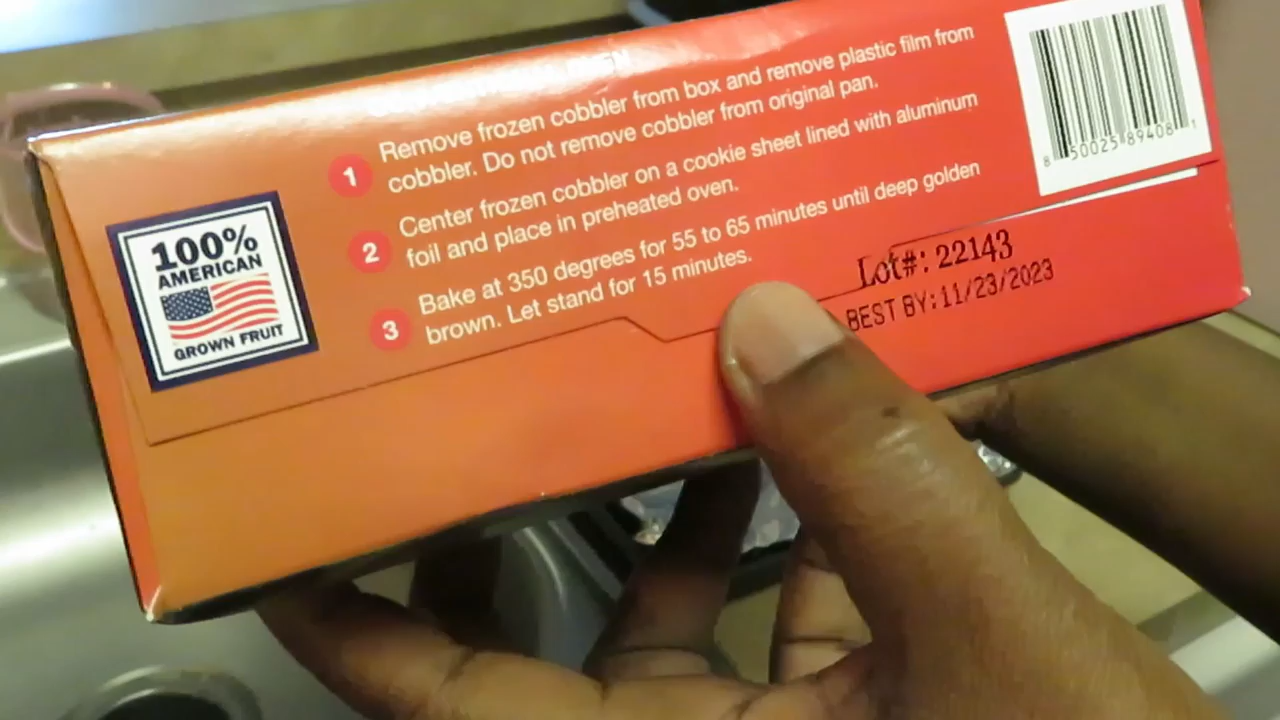 100%
AMERICAN
GROWN FRUIT
1 Remove frozen cobbler from box and remove plastic film from
cobbler. Do not remove cobbler from original pan.
2 Center frozen cobbler on a cookie sheet lined with aluminum
foil and place in preheated oven.
3 Bake at 350 degrees for 55 to 65 minutes until deep golden
brown. Let stand for 15 minutes.
8 50025 89408 1
Lot#: 22143
BEST BY:11/23/2023